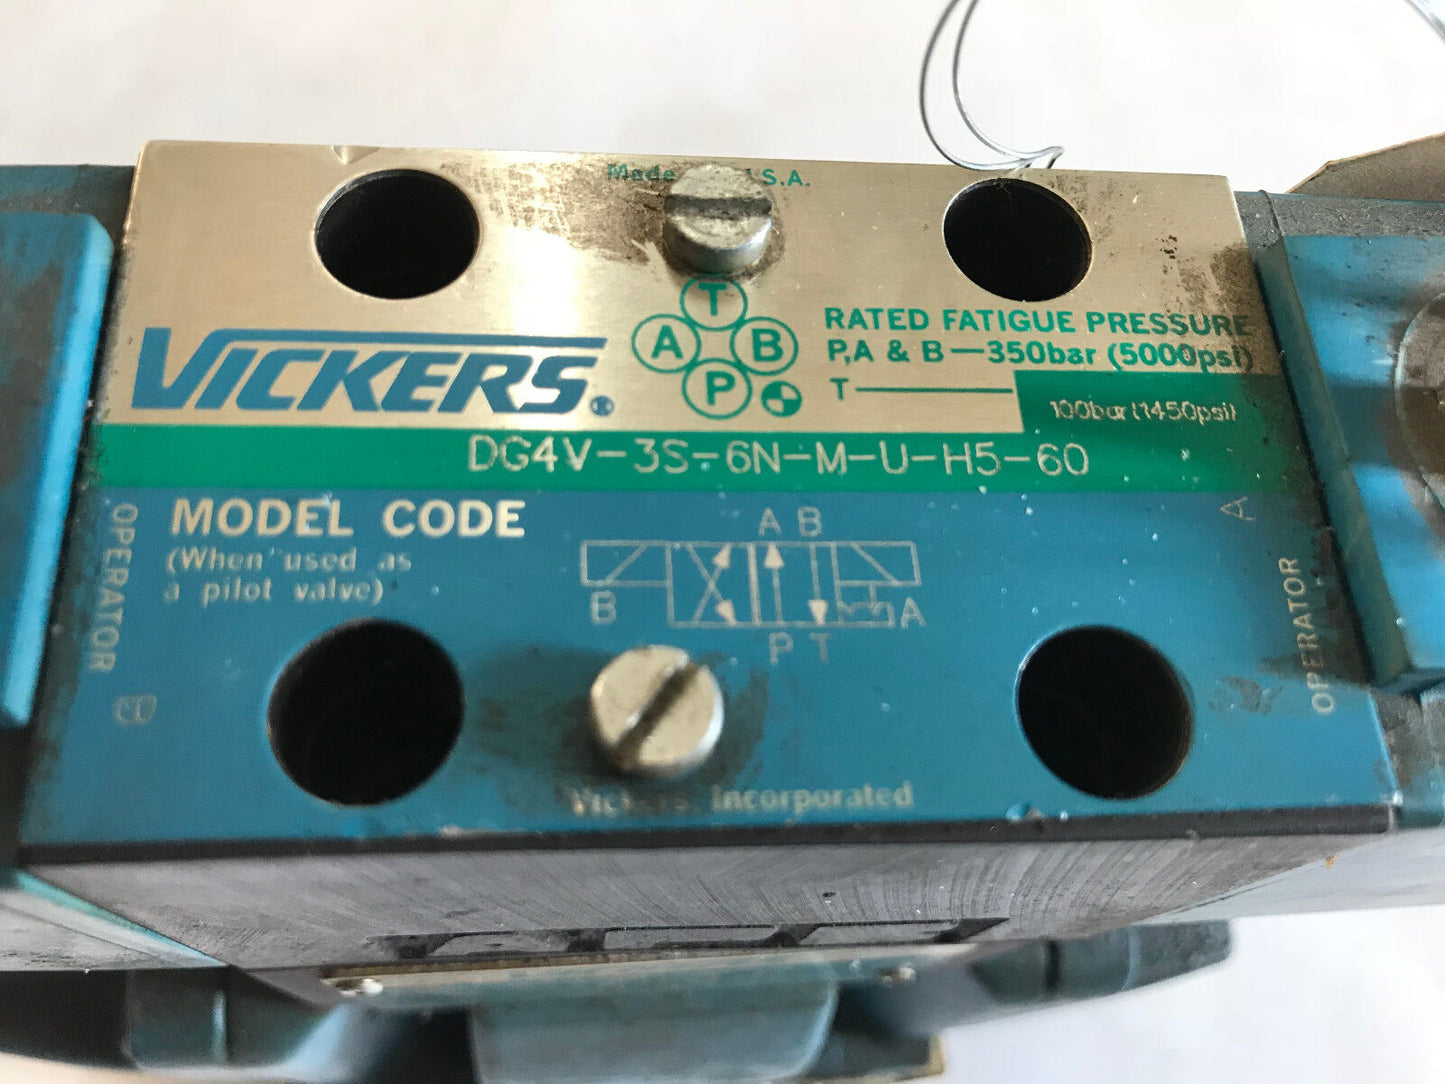 Made S.A.
T
A B
P
VICKERS®
RATED FATIGUE PRESSURE
P,A & B—350bar (5000psi)
T
100bar(1450psi)
DG4V-3S-6N-M-U-H5-60
MODEL CODE
(When used as
a pilot valve)
OPERATOR B
A B
B A
P T
OPERATOR A
Vickers Incorporated